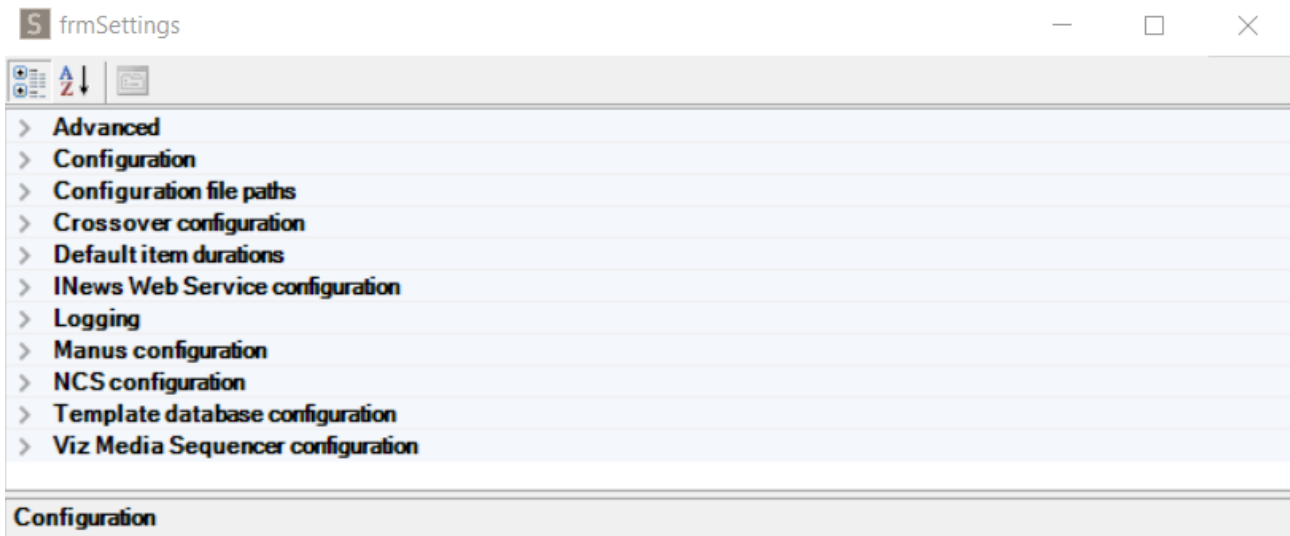 S frmSettings
A
Z
Advanced
Configuration
Configuration file paths
Crossover configuration
Default item durations
INews Web Service configuration
Logging
Manus configuration
NCS configuration
Template database configuration
Viz Media Sequencer configuration
Configuration